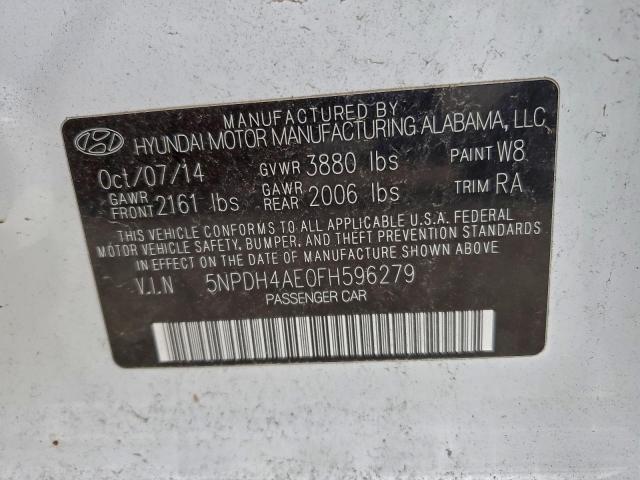 MANUFACTURED BY
HYUNDAI MOTOR MANUFACTURING ALABAMA, LLC
Oct/07/14 GVWR 3880 lbs PAINT W8
GAWR FRONT 2161 lbs GAWR REAR 2006 lbs TRIM RA
THIS VEHICLE CONFORMS TO ALL APPLICABLE U.S.A. FEDERAL
MOTOR VEHICLE SAFETY, BUMPER, AND THEFT PREVENTION STANDARDS
IN EFFECT ON THE DATE OF MANUFACTURE SHOWN ABOVE.
V.I.N 5NPDH4AE0FH596279
PASSENGER CAR